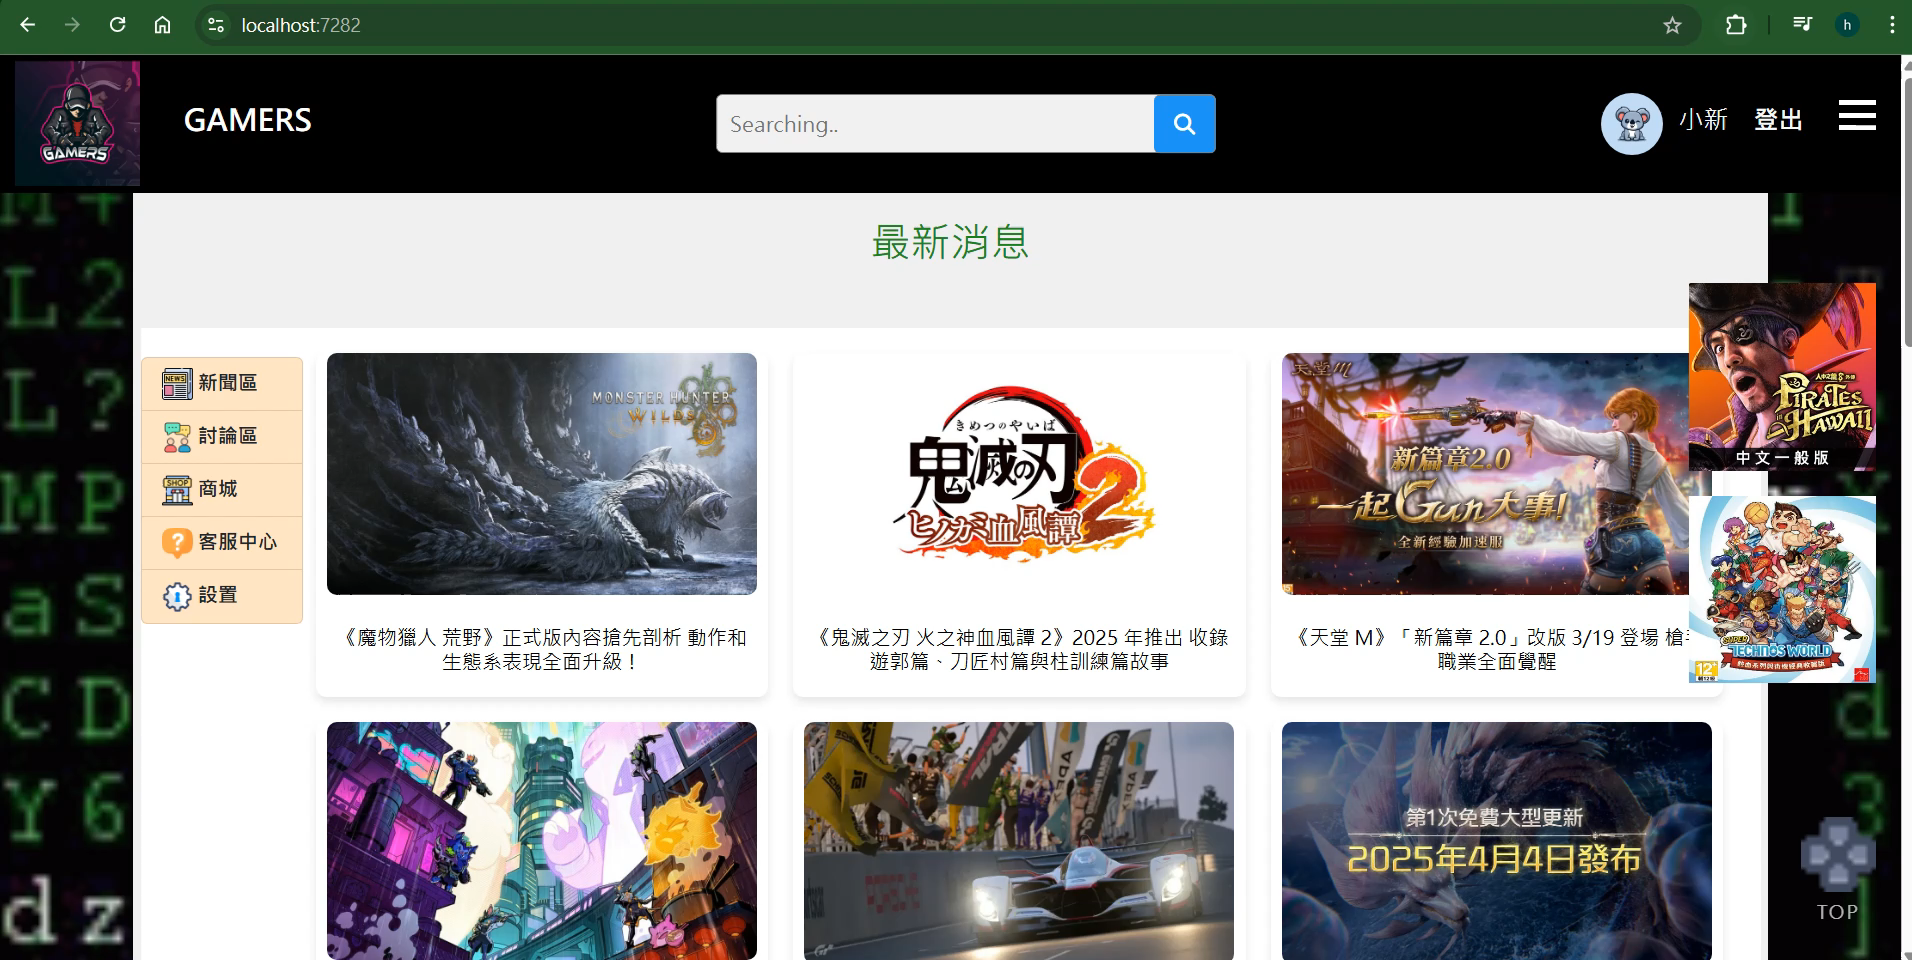 localhost:7282
h
GAMERS
GAMERS
Searching..
小新
登出
最新消息
NEWS
新聞區
討論區
SHOP
商城
客服中心
設置
MONSTER HUNTER
WILDS
《魔物獵人 荒野》正式版內容搶先剖析 動作和
生態系表現全面升級！
きめつのやいば
鬼滅の刃
ヒノカミ血風譚2
《鬼滅之刃 火之神血風譚 2》2025 年推出 收錄
遊郭篇、刀匠村篇與柱訓練篇故事
天堂M
新篇章2.0
一起Gun大事!
全新經驗加速服
《天堂 M》「新篇章 2.0」改版 3/19 登場 槍
職業全面覺醒
PIRATES
HAWAII
中文一般版
SUPER
TECHNOS WORLD
12+
第1次免費大型更新
2025年4月4日發布
TOP
M +
L 2
L ?
M P
a S
C D
Y 6
d z
d
3